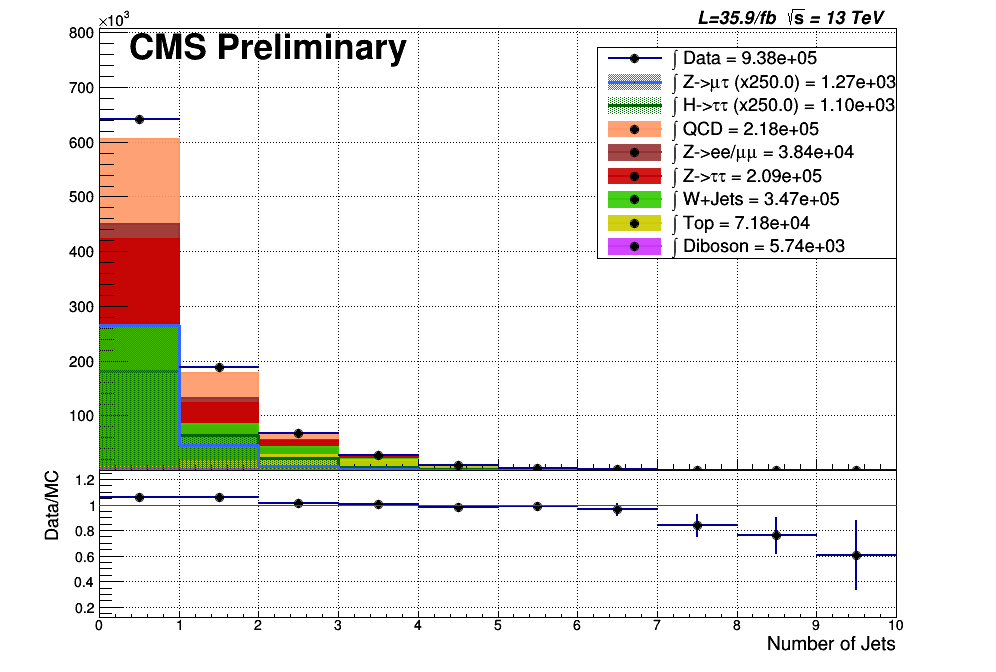 ×10³
L=35.9/fb √s = 13 TeV
CMS Preliminary
∫ Data = 9.38e+05
∫ Z->μτ (x250.0) = 1.27e+03
∫ H->ττ (x250.0) = 1.10e+03
∫ QCD = 2.18e+05
∫ Z->ee/μμ = 3.84e+04
∫ Z->ττ = 2.09e+05
∫ W+Jets = 3.47e+05
∫ Top = 7.18e+04
∫ Diboson = 5.74e+03
800
700
600
500
400
300
200
100
Data/MC
1.2
1
0.8
0.6
0.4
0.2
0 1 2 3 4 5 6 7 8 9 10
Number of Jets